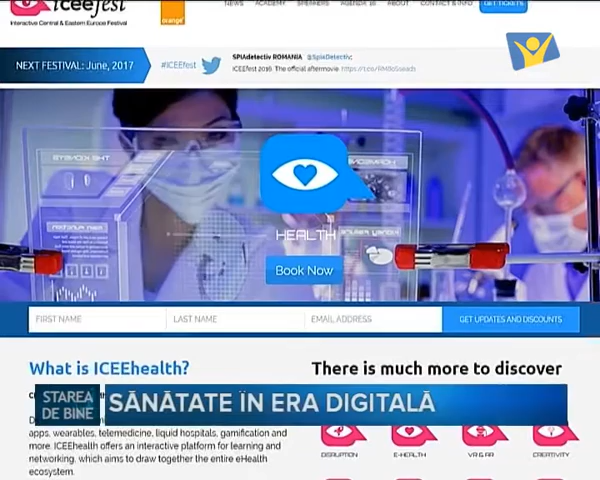 iceefest
Interactive Central & Eastern Europe Festival
orange
NEWS ACADEMY SPEAKERS AGENDA 16 ABOUT CONTACT & INFO GET TICKETS
NEXT FESTIVAL: June, 2017
#ICEEfest
SPIAdetectiv ROMANIA @SpiaDetectiv:
ICEEfest 2016. The official aftermovie.
HEALTH
Book Now
FIRST NAME LAST NAME EMAIL ADDRESS GET UPDATES AND DISCOUNTS
What is ICEEhealth?
There is much more to discover
STAREA
DE BINE
SĂNĂTATE ÎN ERA DIGITALĂ
apps, wearables, telemedicine, liquid hospitals, gamification and
more. ICEEhealth offers an interactive platform for learning and
networking, which aims to draw together the entire eHealth
ecosystem.
DISRUPTION E-HEALTH VR & AR CREATIVITY